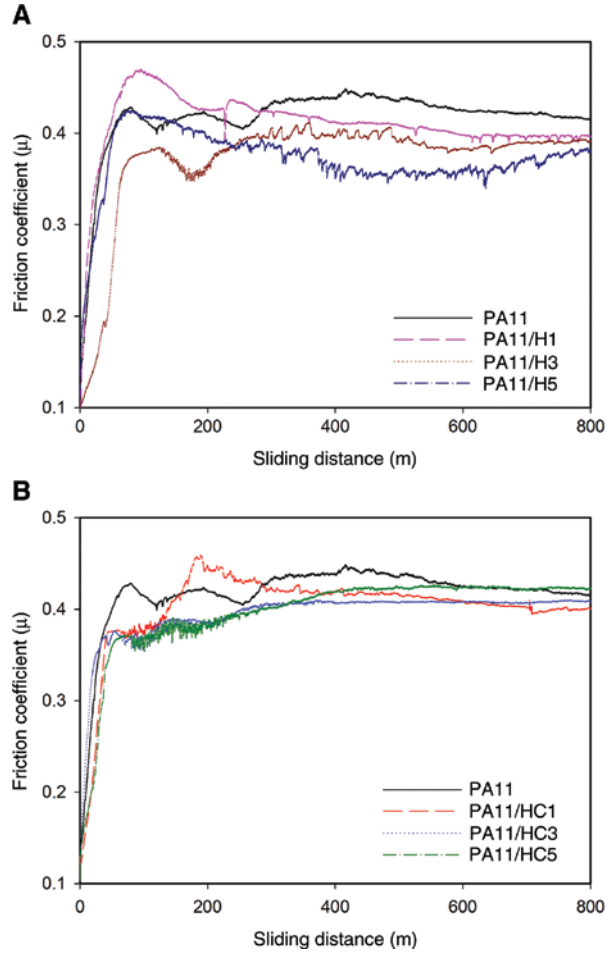 A
0.5
0.4
0.3
0.2
0.1
Friction coefficient (μ)
PA11
PA11/H1
PA11/H3
PA11/H5
0 200 400 600 800
Sliding distance (m)
B
0.5
0.4
0.3
0.2
0.1
Friction coefficient (μ)
PA11
PA11/HC1
PA11/HC3
PA11/HC5
0 200 400 600 800
Sliding distance (m)